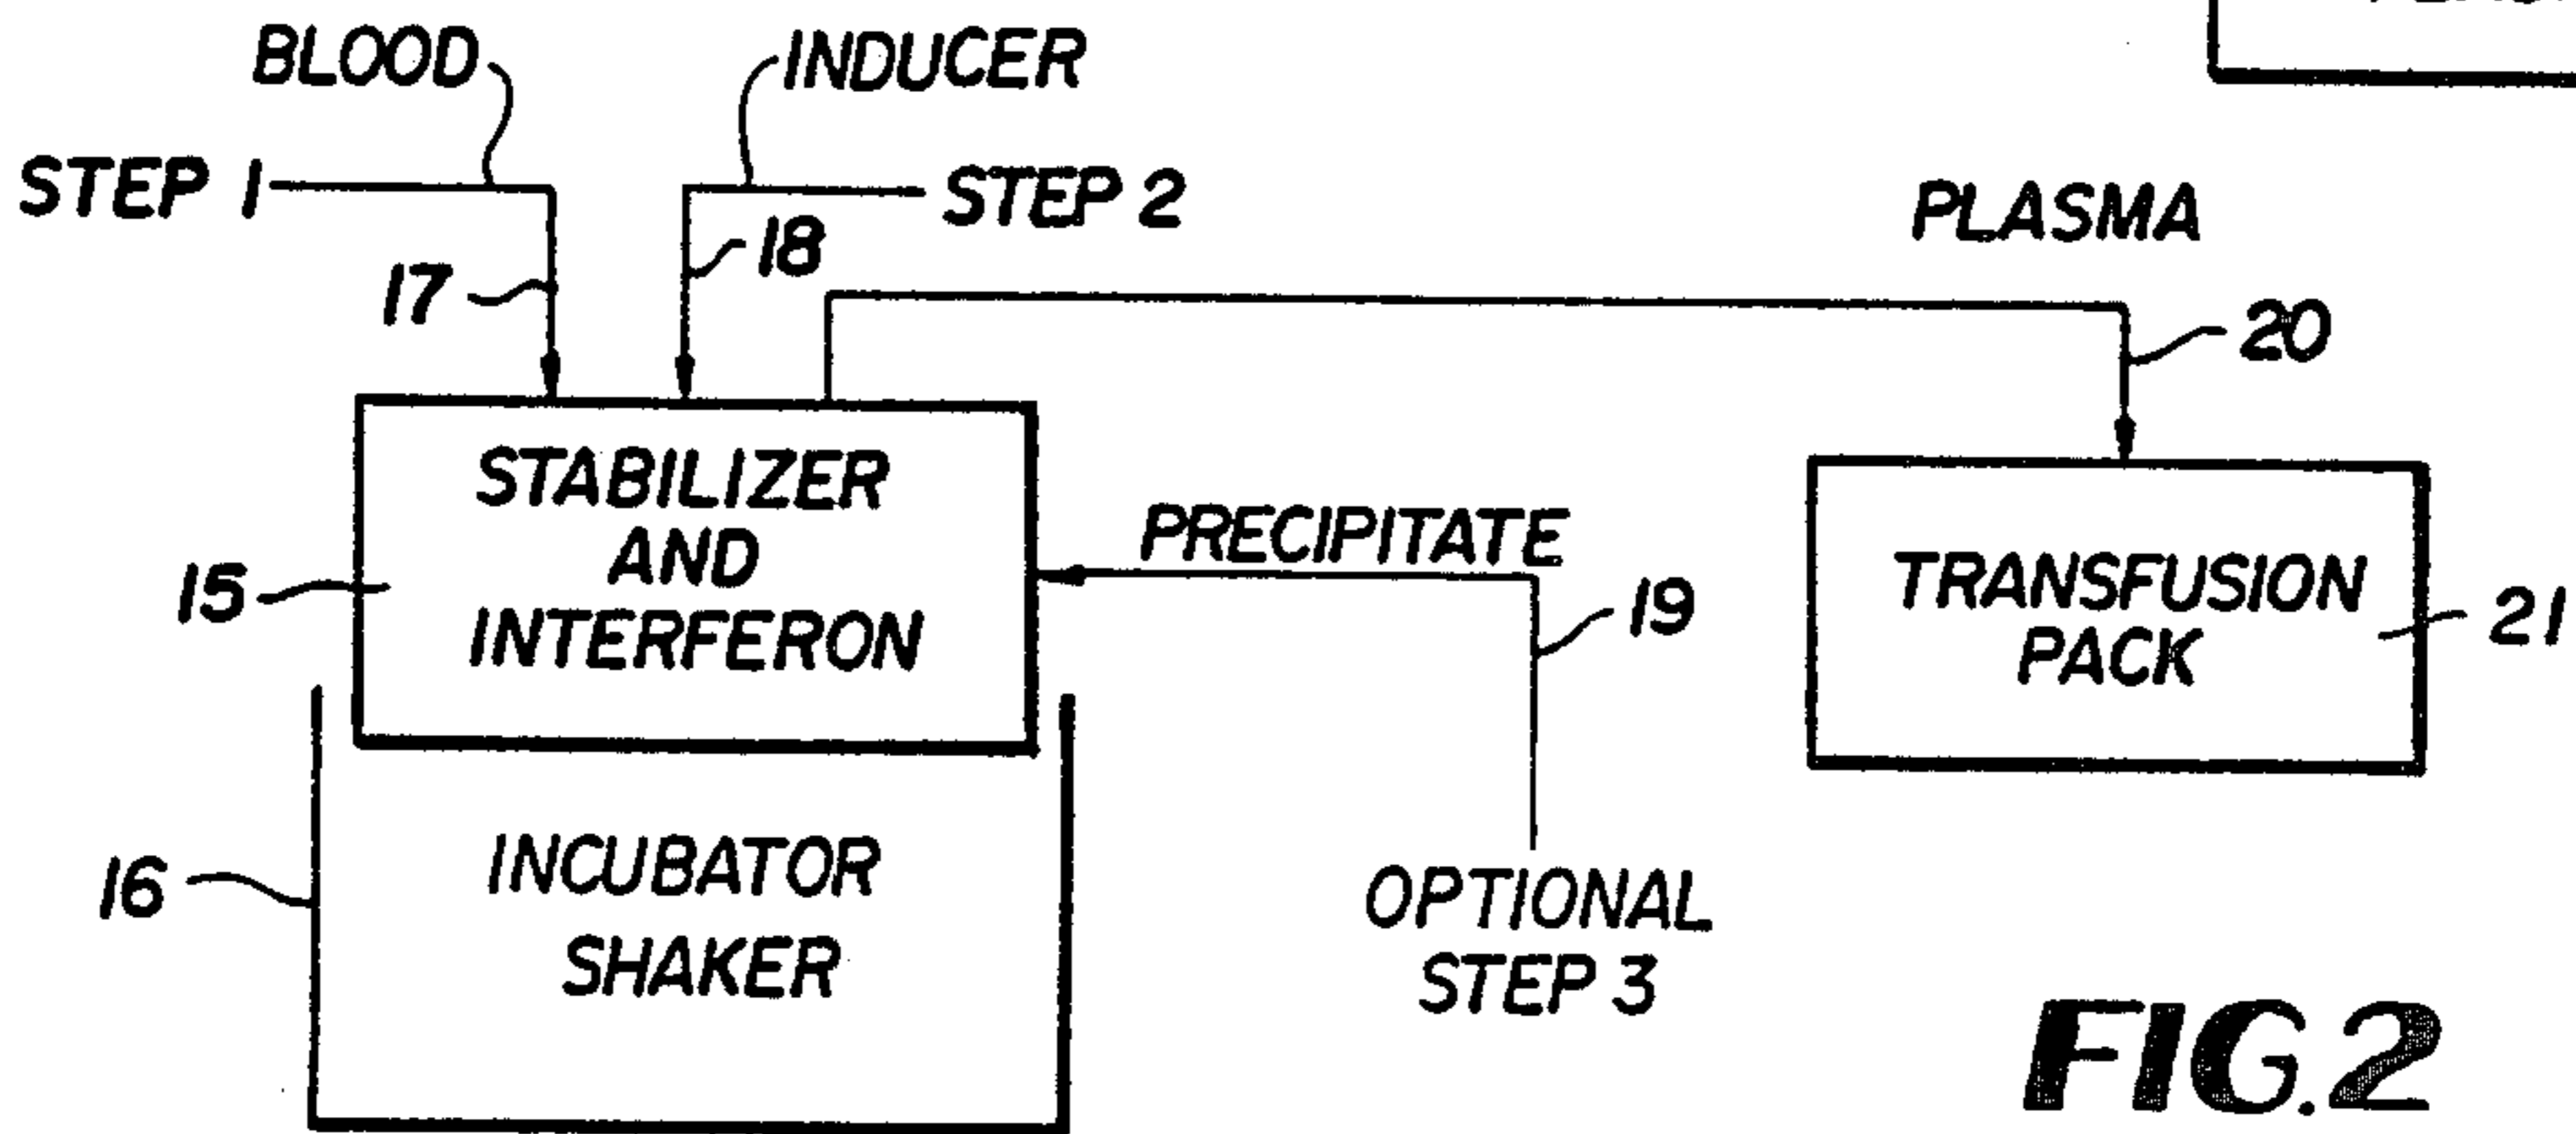 BLOOD
INDUCER
STEP 1
STEP 2
17
18
PLASMA
20
STABILIZER
AND
INTERFERON
15
PRECIPITATE
19
TRANSFUSION
PACK
21
16
INCUBATOR
SHAKER
OPTIONAL
STEP 3
FIG.2